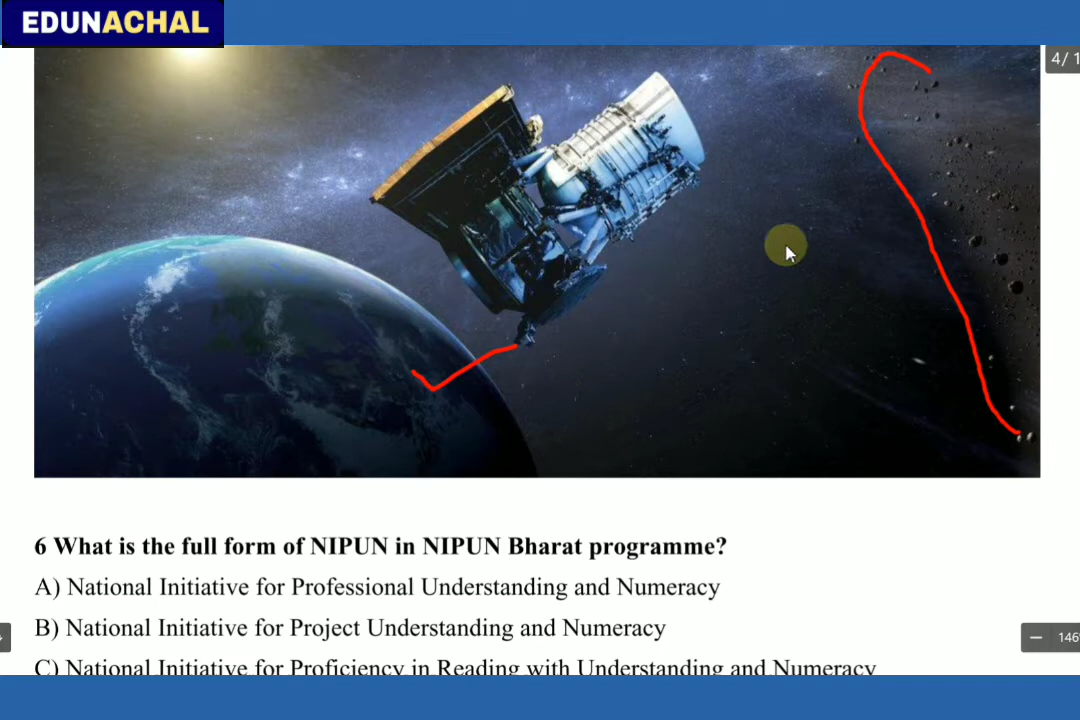 EDUNACHAL
4/ 1
6 What is the full form of NIPUN in NIPUN Bharat programme?
A) National Initiative for Professional Understanding and Numeracy
B) National Initiative for Project Understanding and Numeracy
146
C) National Initiative for Proficiency in Reading with Understanding and Numeracy